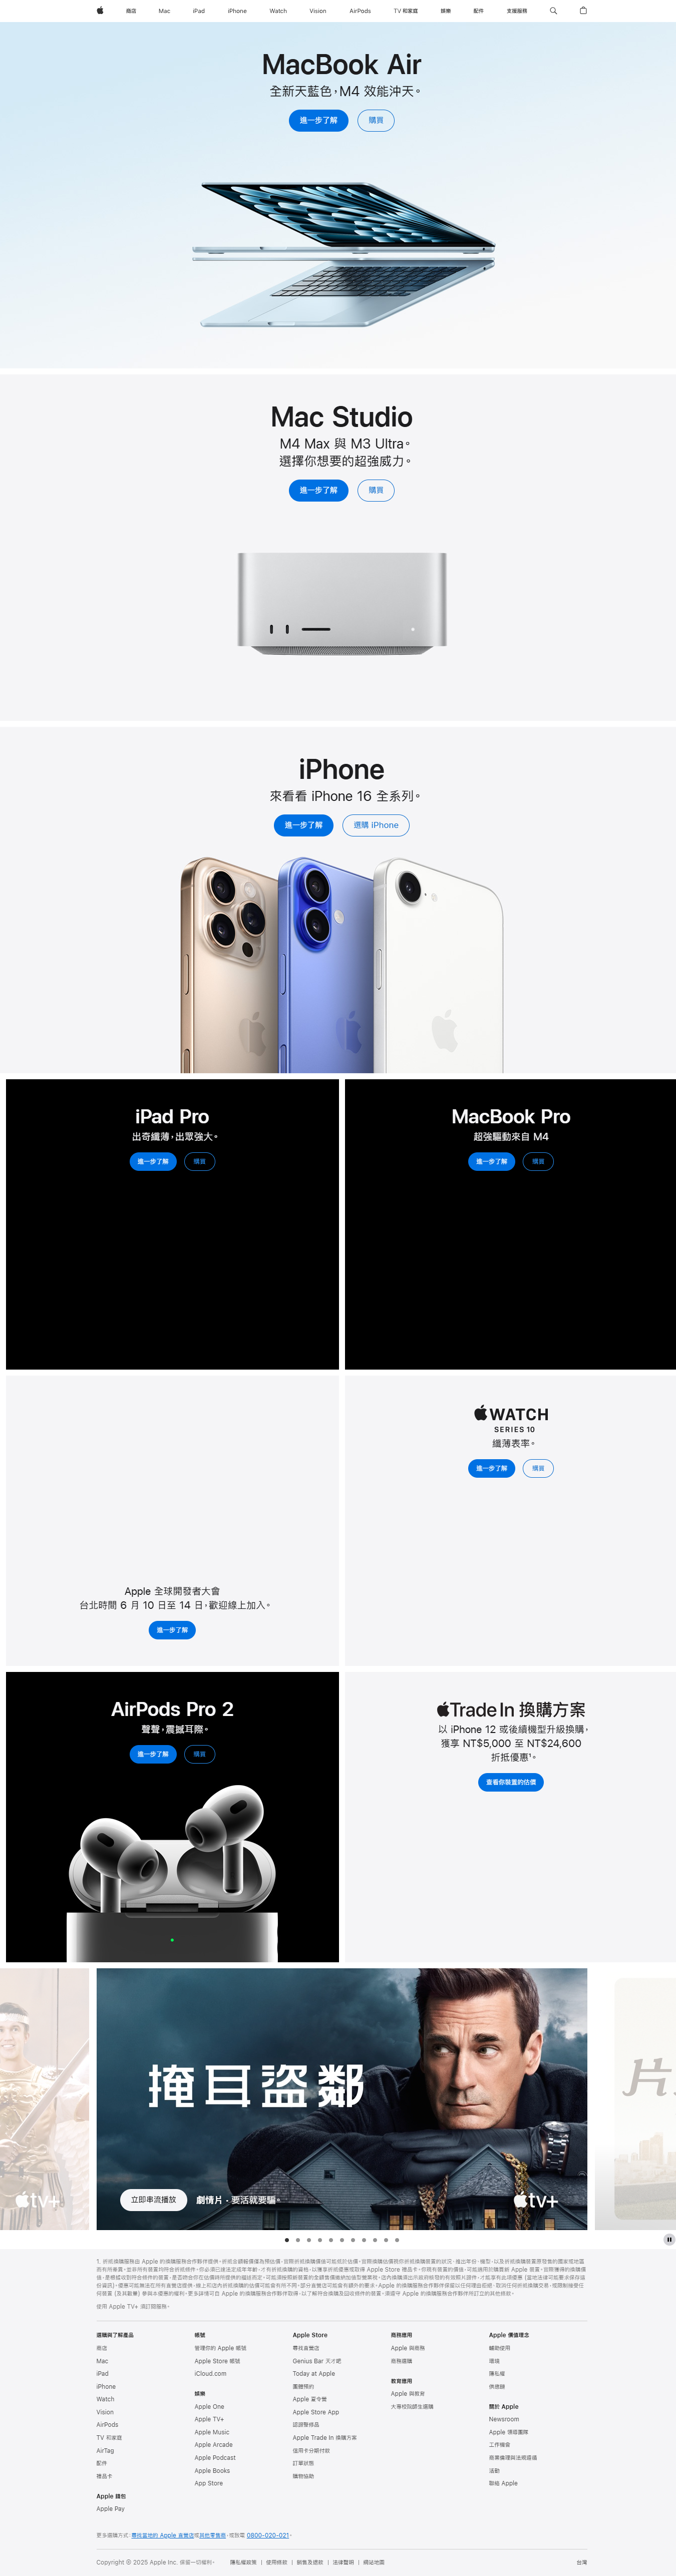 商店 Mac iPad iPhone Watch Vision AirPods TV 和家庭 娛樂 配件 支援服務
MacBook Air
全新天藍色，M4 效能沖天。
進一步了解 購買
Mac Studio
M4 Max 與 M3 Ultra。
選擇你想要的超強威力。
進一步了解 購買
iPhone
來看看 iPhone 16 全系列。
進一步了解 選購 iPhone
iPad Pro
出奇纖薄，出眾強大。
進一步了解 購買
MacBook Pro
超強驅動來自 M4
進一步了解 購買
Apple 全球開發者大會
台北時間 6 月 10 日至 14 日，歡迎線上加入。
進一步了解
WATCH
SERIES 10
纖薄表率。
進一步了解 購買
AirPods Pro 2
聲聲，震撼耳際。
進一步了解 購買
Trade In 換購方案
以 iPhone 12 或後續機型升級換購，
獲享 NT$5,000 至 NT$24,600
折抵優惠¹。
查看你裝置的估價
tv+
掩目盜鄰
立即串流播放 劇情片・要活就要騙。
tv+
片
使用 Apple TV+ 須訂閱服務。
選購與了解產品
商店
Mac
iPad
iPhone
Watch
Vision
AirPods
TV 和家庭
AirTag
配件
禮品卡
Apple 錢包
Apple Pay
帳號
管理你的 Apple 帳號
Apple Store 帳號
iCloud.com
娛樂
Apple One
Apple TV+
Apple Music
Apple Arcade
Apple Podcast
Apple Books
App Store
Apple Store
尋找直營店
Genius Bar 天才吧
Today at Apple
團體預約
Apple 夏令營
Apple Store App
認證整修品
Apple Trade In 換購方案
信用卡分期付款
訂單狀態
購物協助
商務應用
Apple 與商務
商務選購
教育應用
Apple 與教育
大專校院師生選購
Apple 價值理念
輔助使用
環境
隱私權
供應鏈
關於 Apple
Newsroom
Apple 領導團隊
工作機會
商業倫理與法規遵循
活動
聯絡 Apple
更多選購方式：尋找當地的 Apple 直營店或其他零售商，或致電 0800-020-021。
Copyright © 2025 Apple Inc. 保留一切權利。 隱私權政策 | 使用條款 | 銷售及退款 | 法律聲明 | 網站地圖 台灣